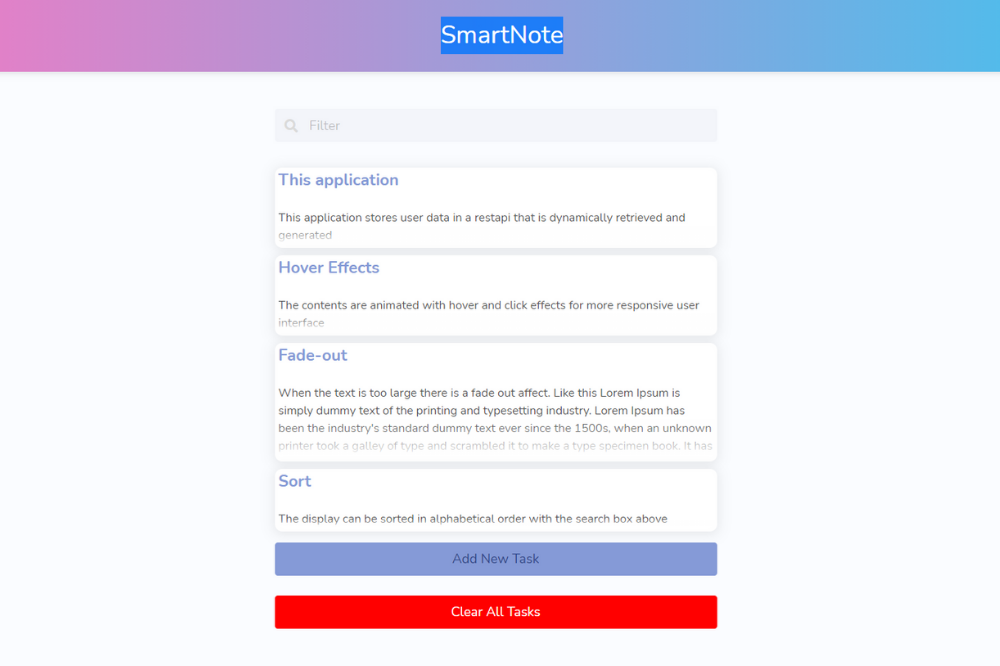 SmartNote
Filter
This application
This application stores user data in a restapi that is dynamically retrieved and
generated
Hover Effects
The contents are animated with hover and click effects for more responsive user
interface
Fade-out
When the text is too large there is a fade out affect. Like this Lorem Ipsum is
simply dummy text of the printing and typesetting industry. Lorem Ipsum has
been the industry's standard dummy text ever since the 1500s, when an unknown
printer took a galley of type and scrambled it to make a type specimen book. It has
Sort
The display can be sorted in alphabetical order with the search box above
Add New Task
Clear All Tasks